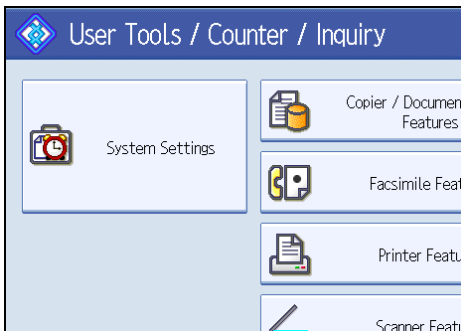 User Tools / Counter / Inquiry
System Settings
Copier / Documen
Features
Facsimile Feat
Printer Featu
Scanner Featu